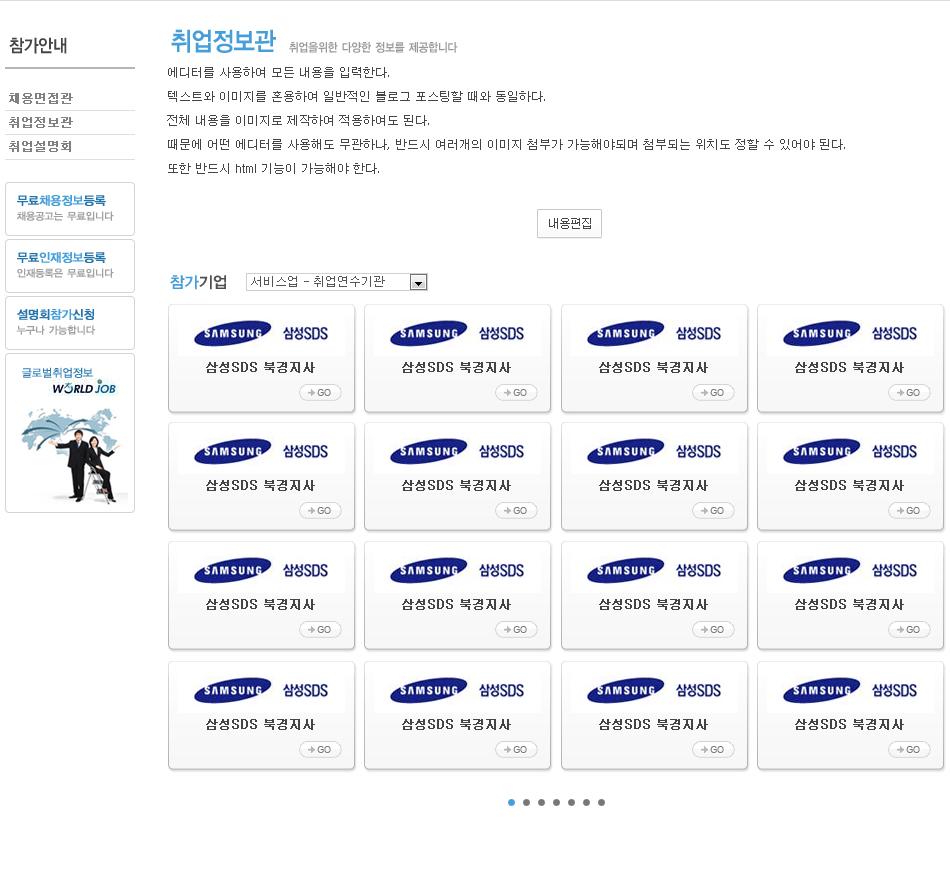 참가안내
채용면접관
취업정보관
취업설명회
무료채용정보등록
채용공고는 무료입니다
무료인재정보등록
인재등록은 무료입니다
설명회참가신청
누구나 가능합니다
글로벌취업정보
WORLD JOB
취업정보관 취업을위한 다양한 정보를 제공합니다
에디터를 사용하여 모든 내용을 입력한다.
텍스트와 이미지를 혼용하여 일반적인 블로그 포스팅할 때와 동일하다.
전체 내용을 이미지로 제작하여 적용하여도 된다.
때문에 어떤 에디터를 사용해도 무관하나, 반드시 여러개의 이미지 첨부가 가능해야되며 첨부되는 위치도 정할 수 있어야 된다.
또한 반드시 html 기능이 가능해야 한다.
내용편집
참가기업 서비스업 - 취업연수기관
SAMSUNG 삼성SDS SAMSUNG 삼성SDS SAMSUNG 삼성SDS SAMSUNG 삼성SDS
삼성SDS 북경지사 삼성SDS 북경지사 삼성SDS 북경지사 삼성SDS 북경지사
GO GO GO GO
SAMSUNG 삼성SDS SAMSUNG 삼성SDS SAMSUNG 삼성SDS SAMSUNG 삼성SDS
삼성SDS 북경지사 삼성SDS 북경지사 삼성SDS 북경지사 삼성SDS 북경지사
GO GO GO GO
SAMSUNG 삼성SDS SAMSUNG 삼성SDS SAMSUNG 삼성SDS SAMSUNG 삼성SDS
삼성SDS 북경지사 삼성SDS 북경지사 삼성SDS 북경지사 삼성SDS 북경지사
GO GO GO GO
SAMSUNG 삼성SDS SAMSUNG 삼성SDS SAMSUNG 삼성SDS SAMSUNG 삼성SDS
삼성SDS 북경지사 삼성SDS 북경지사 삼성SDS 북경지사 삼성SDS 북경지사
GO GO GO GO